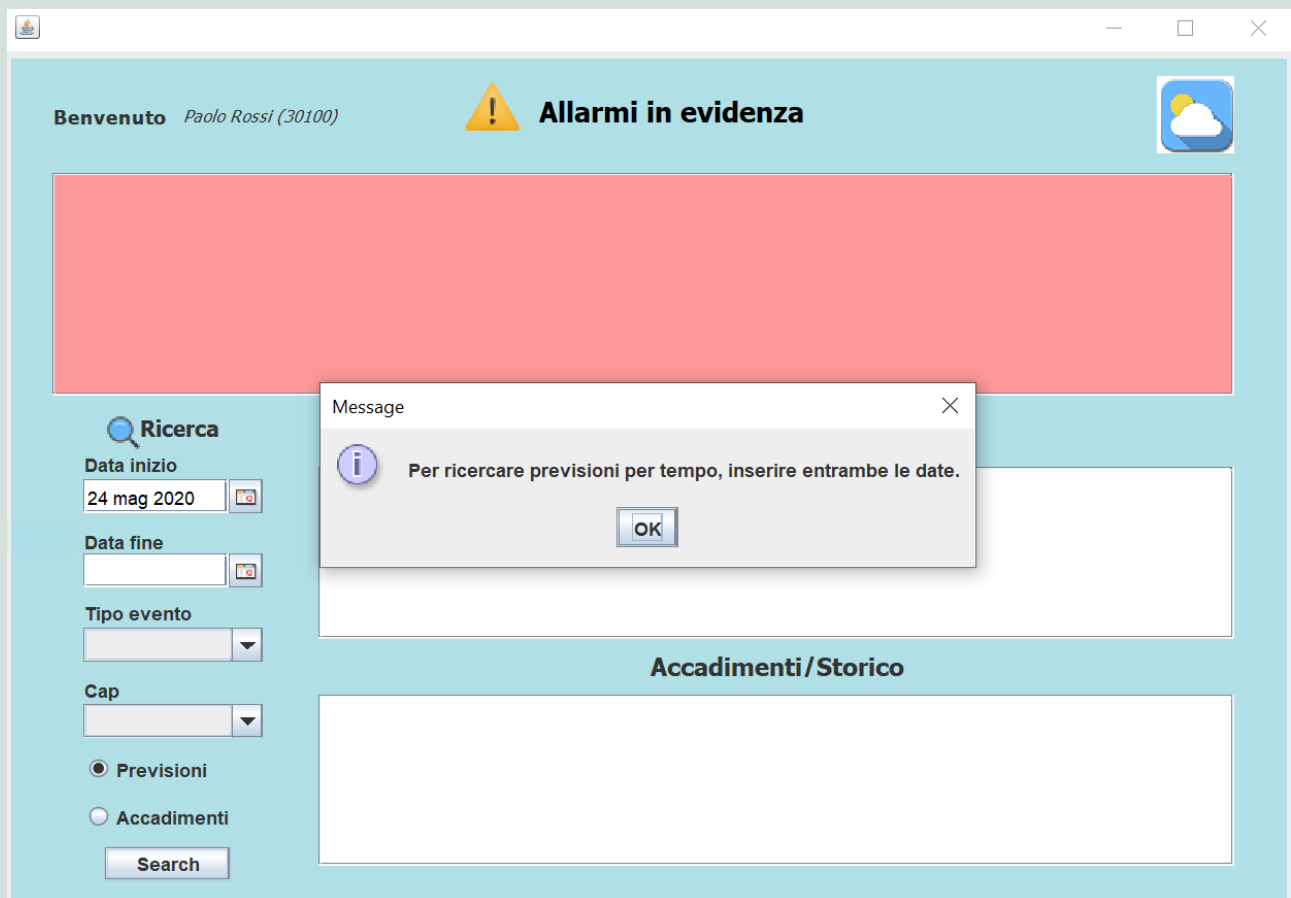 Benvenuto Paolo Rossi (30100)
Allarmi in evidenza
Message
Per ricercare previsioni per tempo, inserire entrambe le date.
OK
Ricerca
Data inizio
24 mag 2020
Data fine
Tipo evento
Cap
Previsioni
Accadimenti
Search
Accadimenti/Storico